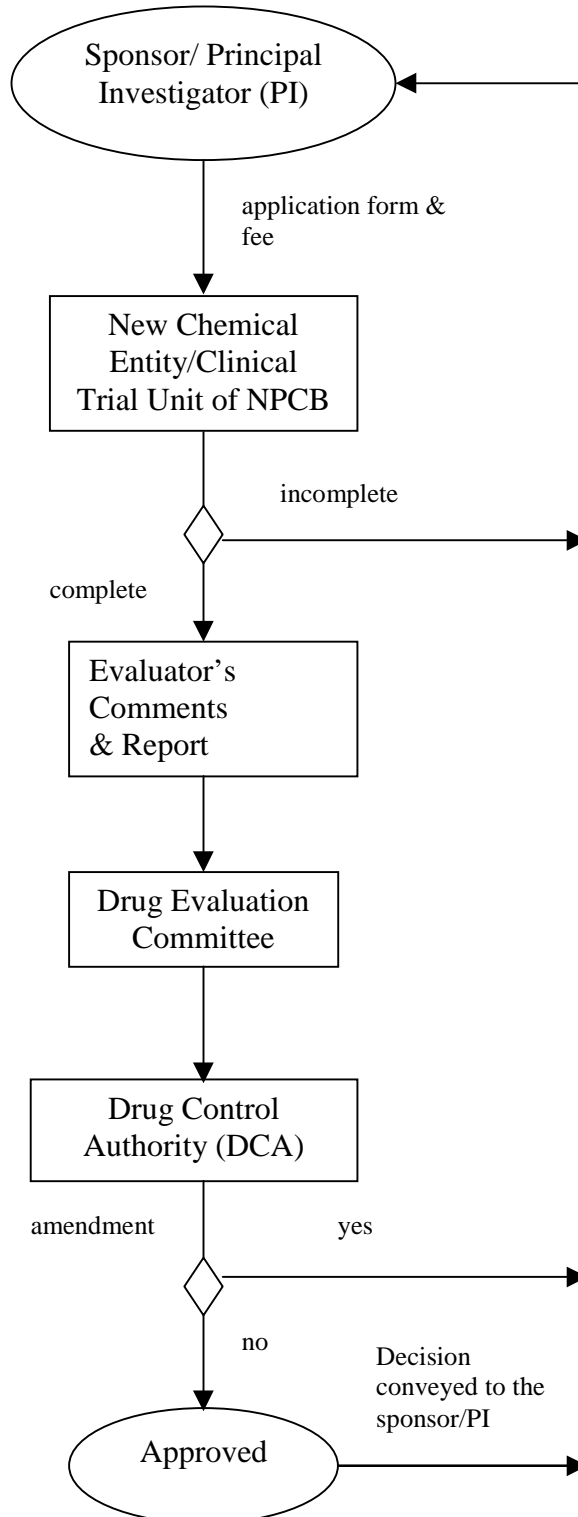 Sponsor/ Principal
Investigator (PI)
application form &
fee
New Chemical
Entity/Clinical
Trial Unit of NPCB
incomplete
complete
Evaluator’s
Comments
& Report
Drug Evaluation
Committee
Drug Control
Authority (DCA)
amendment
yes
no
Decision
conveyed to the
sponsor/PI
Approved